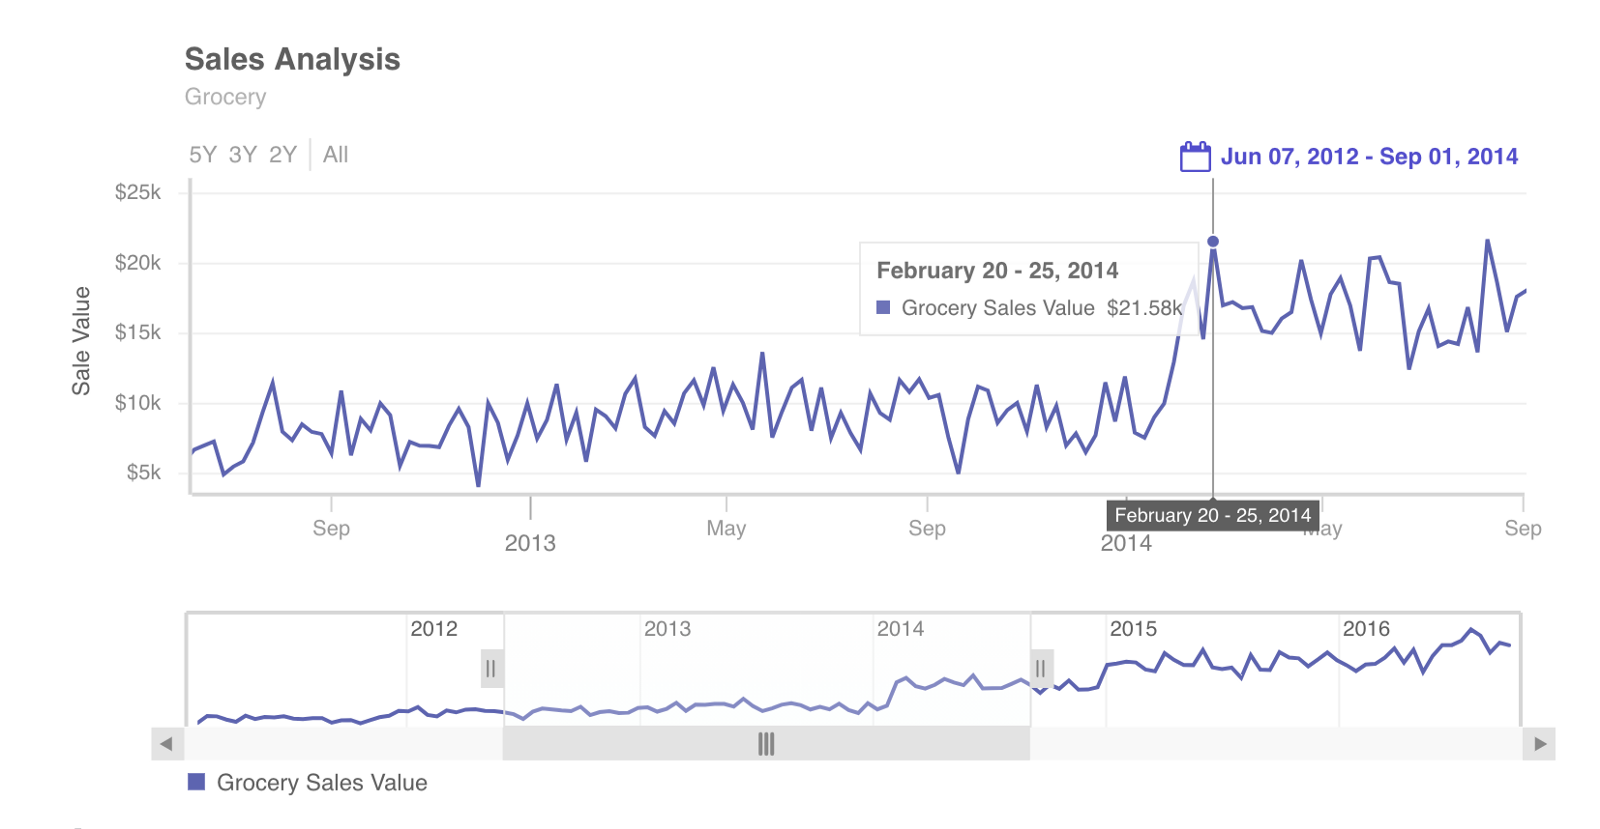 Sales Analysis
Grocery
5Y 3Y 2Y All
Jun 07, 2012 - Sep 01, 2014
$25k
$20k
$15k
$10k
$5k
Sale Value
February 20 - 25, 2014
Grocery Sales Value $21.58k
Sep
2013
May
Sep
2014
February 20 - 25, 2014
May
Sep
2012
2013
2014
2015
2016
Grocery Sales Value